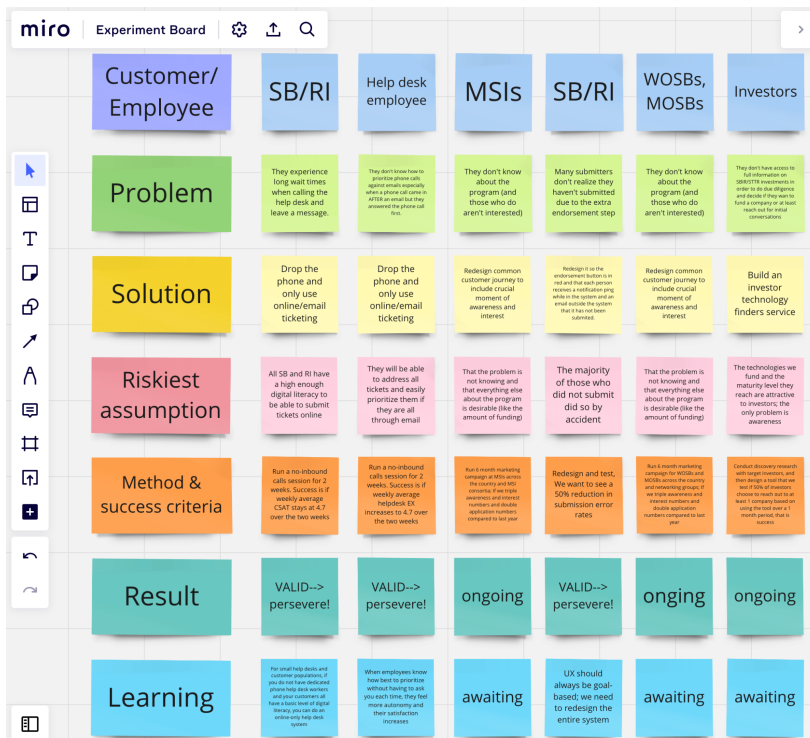 miro
Experiment Board
Customer/
Employee
SB/RI
Help desk
employee
MSIs
SB/RI
WOSBs,
MOSBs
Investors
Problem
They experience
long wait times
when calling the
help desk and
leave a message.
They don't know how to
prioritize phone calls
against emails especially
when a phone call came in
AFTER an email but they
answered the phone call
first.
They don't know
about the
program (and
those who do
aren't interested)
Many submitters
don't realize they
haven't submitted
due to the extra
endorsement step
They don't know
about the
program (and
those who do
aren't interested)
They don't have access to
full information on
SBIR/STTR investments in
order to do due diligence
and decide if they wan to
fund a company or at least
reach out for initial
conversations
Solution
Drop the
phone and
only use
online/email
ticketing
Drop the
phone and
only use
online/email
ticketing
Redesign common
customer journey to
include crucial
moment of
awareness and
interest
Redesign it so the
endorsement button is in
red and that each person
receives a notification ping
while in the system and an
email outside the system
that it has not been
submited.
Redesign common
customer journey to
include crucial
moment of
awareness and
interest
Build an
investor
technology
finders service
Riskiest
assumption
All SB and RI have
a high enough
digital literacy to
be able to submit
tickets online
They will be able
to address all
tickets and easily
prioritize them if
they are all
through email
That the problem is
not knowing and
that everything else
about the program
is desirable (like the
amount of funding)
The majority
of those who
did not submit
did so by
accident
That the problem is
not knowing and
that everything else
about the program
is desirable (like the
amount of funding)
The technologies we
fund and the
maturity level they
reach are attractive
to investors; the
only problem is
awareness
Method &
success criteria
Run a no-inbound
calls session for 2
weeks. Success is if
weekly average
CSAT stays at 4.7
over the two weeks
Run a no-inbound
calls session for 2
weeks. Success is if
weekly average
helpdesk EX
increases to 4.7 over
the two weeks
Run 6 month marketing
campaign at MSIs across
the country and MSI
consortia; if we triple
awareness and interest
numbers and double
application numbers
compared to last year
Redesign and test,
We want to see a
50% reduction in
submission error
rates
Run 6 month marketing
campaign for WOSBs and
MOSBs across the country
and networking groups; if
we triple awareness and
interest numbers and
double application
numbers compared to last
year
Conduct discovery research
with target investors, and
then design a tool that we
test if 50% of investors
choose to reach out to at
least 1 company based on
using the tool over a 1
month period, that is
success
Result
VALID-->
persevere!
VALID-->
persevere!
ongoing
VALID-->
persevere!
onging
ongoing
Learning
For small help desks and
customer populations, if
you do not have dedicated
phone help desk workers
and your customers all
have a basic level of digital
literacy, you can do an
online-only help desk
system
When employees know
how best to prioritize
without having to ask
you each time, they feel
more autonomy and
their satisfaction
increases
awaiting
UX should
always be goal-
based; we need
to redesign the
entire system
awaiting
awaiting